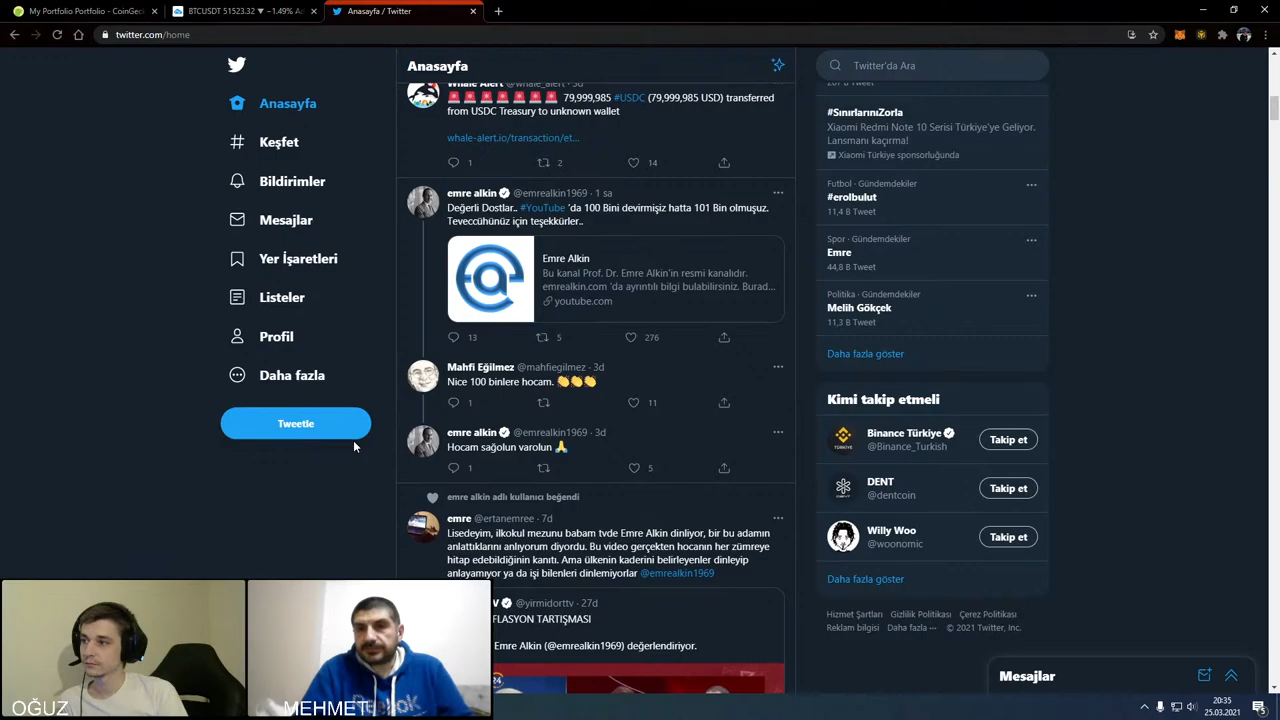 My Portfolio Portfolio - CoinGec
BTCUSDT 51523.32 ▼ −1.49% Ad
Anasayfa / Twitter
twitter.com/home
Anasayfa
Keşfet
Bildirimler
Mesajlar
Yer İşaretleri
Listeler
Profil
Daha fazla
Tweetle
Anasayfa
Whale Alert @whale_alert · 3d
79,999,985 #USDC (79,999,985 USD) transferred
from USDC Treasury to unknown wallet
whale-alert.io/transaction/et...
1 2 14
emre alkin @emrealkin1969 · 1 sa
Değerli Dostlar.. #YouTube 'da 100 Bini devirmişiz hatta 101 Bin olmuşuz.
Teveccühünüz için teşekkürler..
Emre Alkin
Bu kanal Prof. Dr. Emre Alkin'in resmi kanalıdır.
emrealkin.com 'da ayrıntılı bilgi bulabilirsiniz. Burad...
youtube.com
13 5 276
Mahfi Eğilmez @mahfiegilmez · 3d
Nice 100 binlere hocam. 👏👏👏
1 11
emre alkin @emrealkin1969 · 3d
Hocam sağolun varolun 🙏
1 5
emre alkin adlı kullanıcı beğendi
emre @ertanemree · 7d
Lisedeyim, ilkokul mezunu babam tvde Emre Alkin dinliyor, bir bu adamın
anlattıklarını anlıyorum diyordu. Bu video gerçekten hocanın her zümreye
hitap edebildiğinin kanıtı. Ama ülkenin kaderini belirleyenler dinleyip
anlayamıyor ya da işi bilenleri dinlemiyorlar @emrealkin1969
V @yirmidorttv · 27d
FLASYON TARTIŞMASI
Emre Alkin (@emrealkin1969) değerlendiriyor.
24
Twitter'da Ara
#SınırlarınıZorla
Xiaomi Redmi Note 10 Serisi Türkiye'ye Geliyor.
Lansmanı kaçırma!
Xiaomi Türkiye sponsorluğunda
Futbol · Gündemdekiler
#erolbulut
11,4 B Tweet
Spor · Gündemdekiler
Emre
44,8 B Tweet
Politika · Gündemdekiler
Melih Gökçek
11,3 B Tweet
Daha fazla göster
Kimi takip etmeli
Binance Türkiye
@Binance_Turkish
Takip et
DENT
@dentcoin
Takip et
Willy Woo
@woonomic
Takip et
Daha fazla göster
Hizmet Şartları Gizlilik Politikası Çerez Politikası
Reklam bilgisi Daha fazla ··· © 2021 Twitter, Inc.
Mesajlar
OĞUZ
MEHMET
20:35
25.03.2021
5